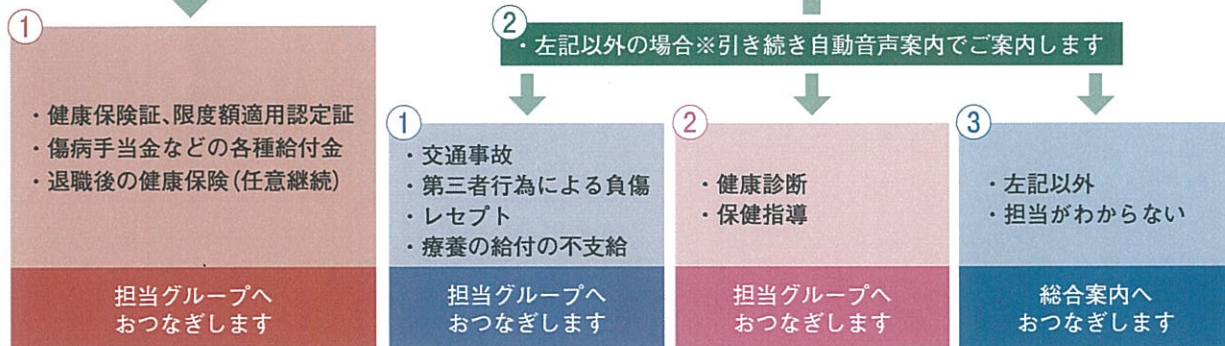 ①
・健康保険証、限度額適用認定証
・傷病手当金などの各種給付金
・退職後の健康保険(任意継続)
担当グループへ
おつなぎします
②
・左記以外の場合※引き続き自動音声案内でご案内します
①
・交通事故
・第三者行為による負傷
・レセプト
・療養の給付の不支給
担当グループへ
おつなぎします
②
・健康診断
・保健指導
担当グループへ
おつなぎします
③
・左記以外
・担当がわからない
総合案内へ
おつなぎします